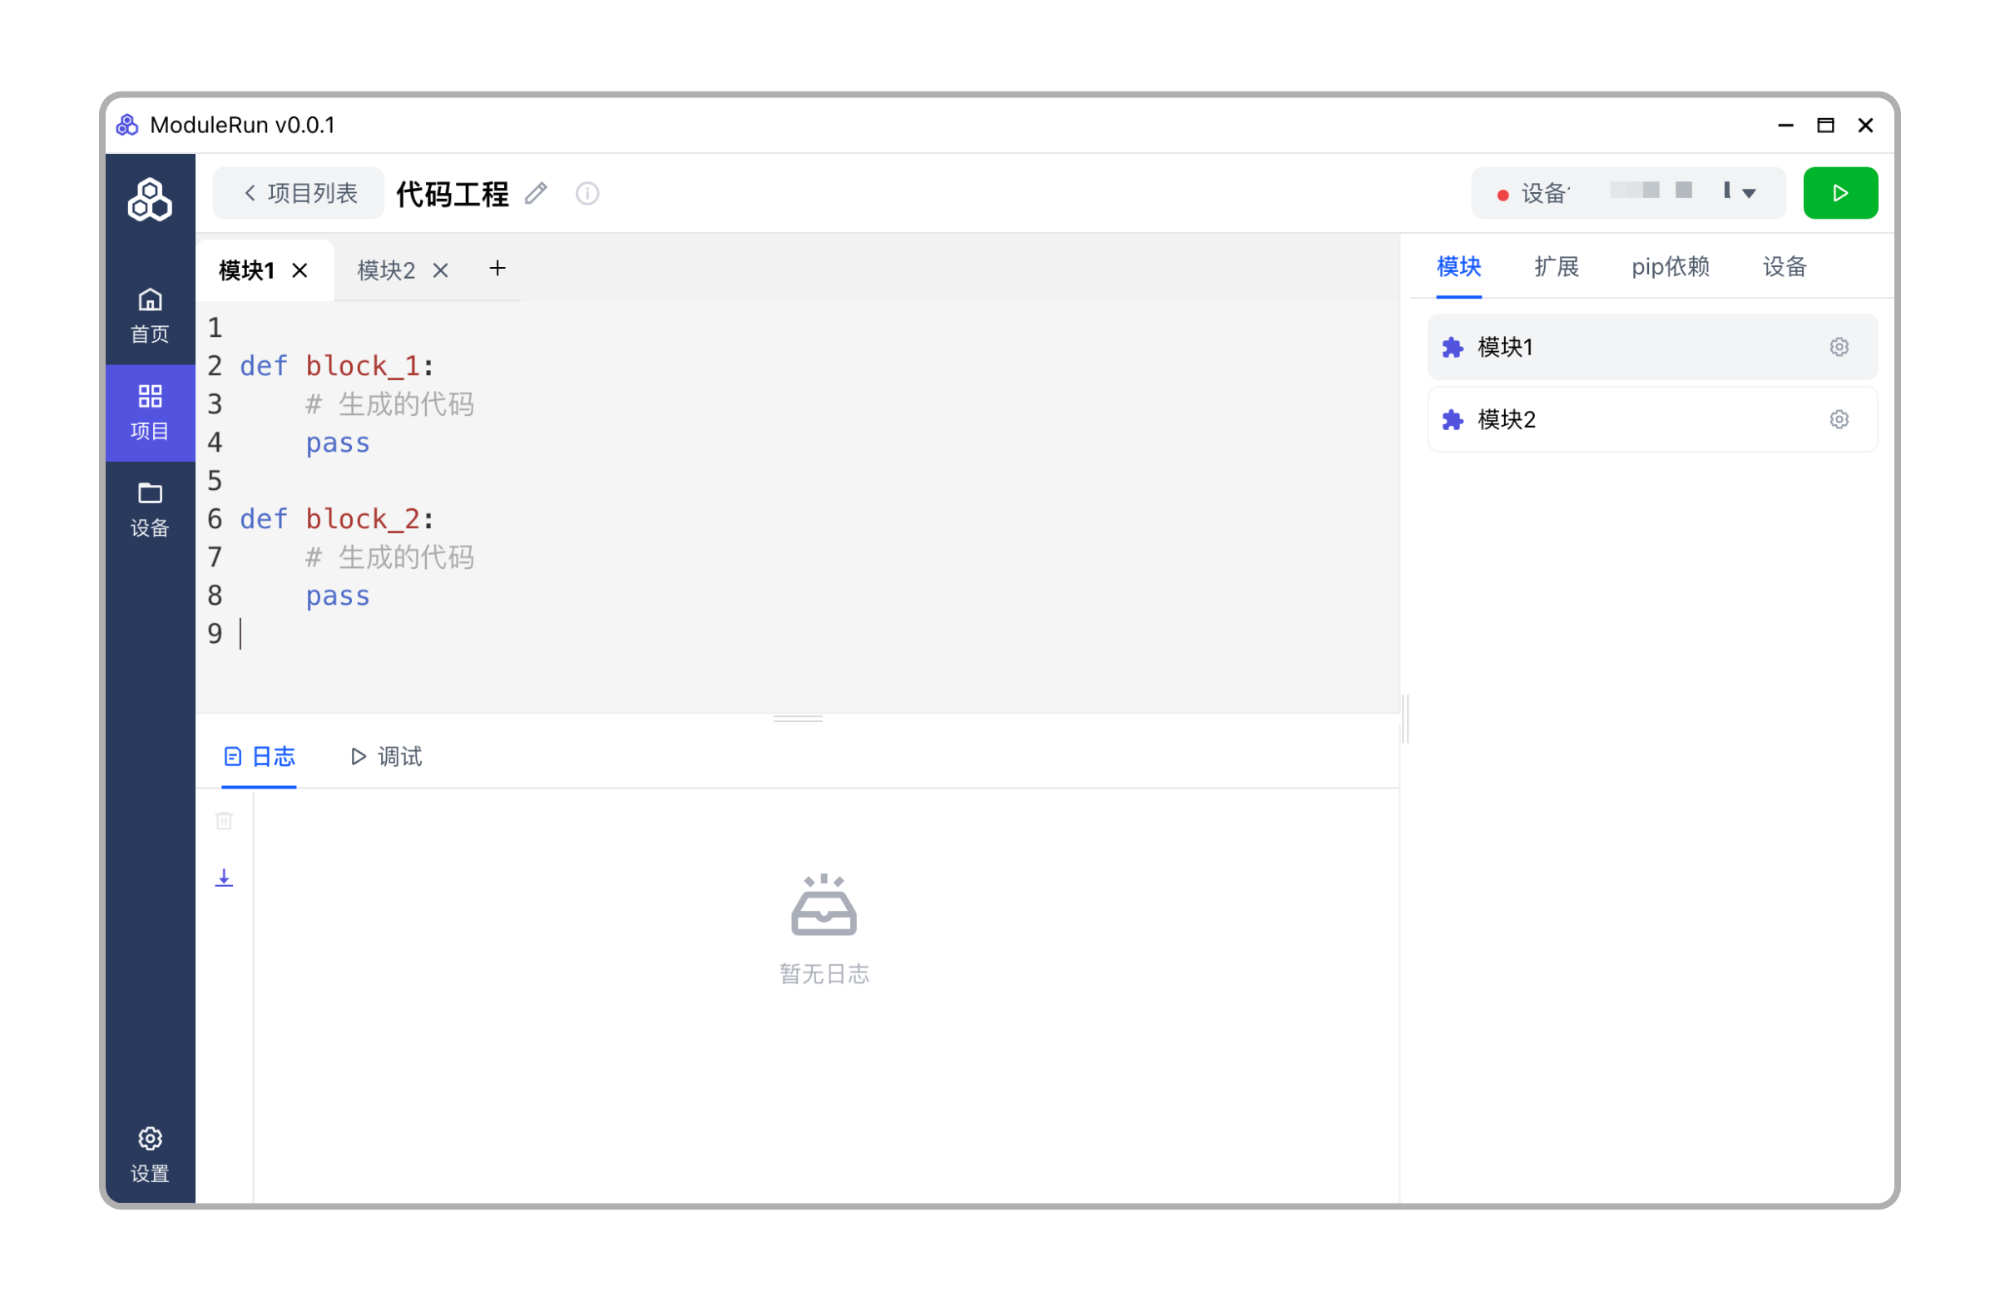 ModuleRun v0.0.1
项目列表 代码工程
设备
首页
项目
设备
设置
模块1 模块2
1
2 def block_1:
3 # 生成的代码
4 pass
5
6 def block_2:
7 # 生成的代码
8 pass
9
日志 调试
暂无日志
模块 扩展 pip依赖 设备
模块1
模块2